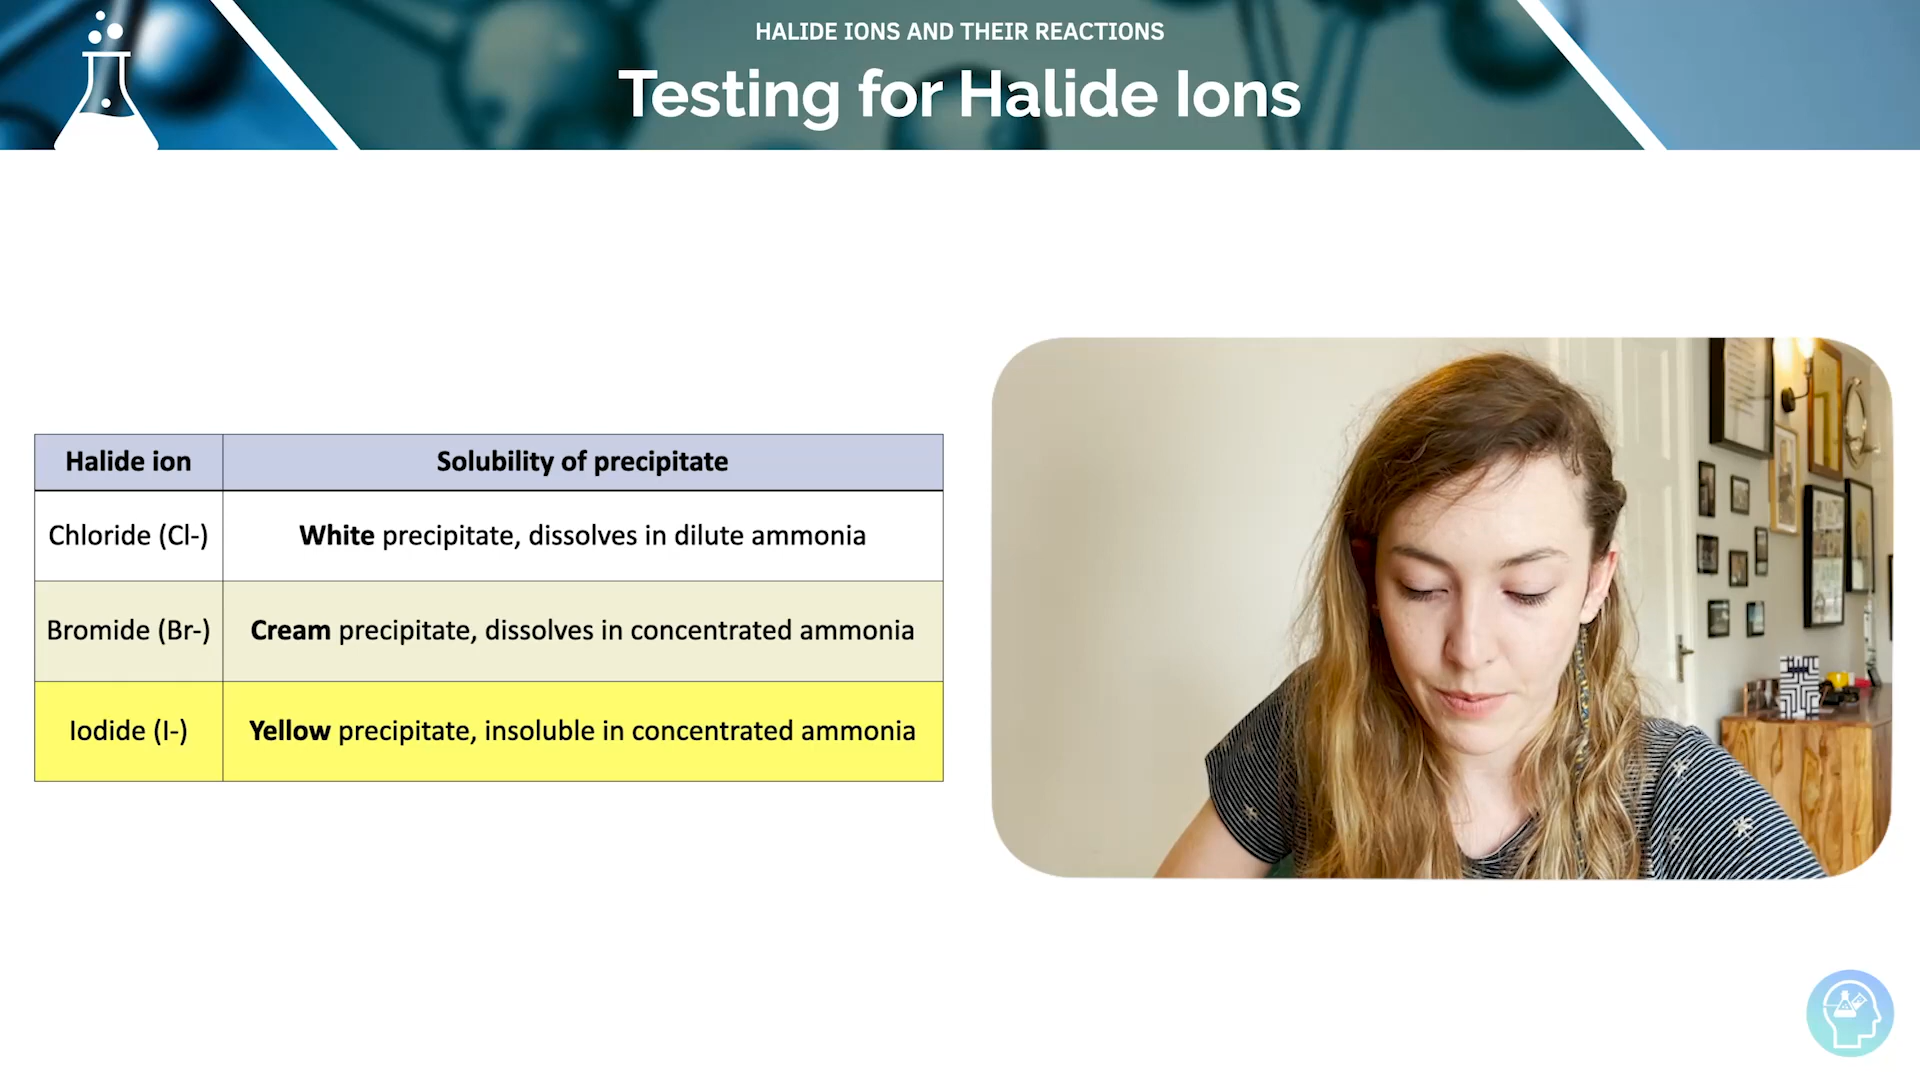 HALIDE IONS AND THEIR REACTIONS
Testing for Halide Ions
Halide ion
Solubility of precipitate
Chloride (Cl-)
White precipitate, dissolves in dilute ammonia
Bromide (Br-)
Cream precipitate, dissolves in concentrated ammonia
Iodide (I-)
Yellow precipitate, insoluble in concentrated ammonia